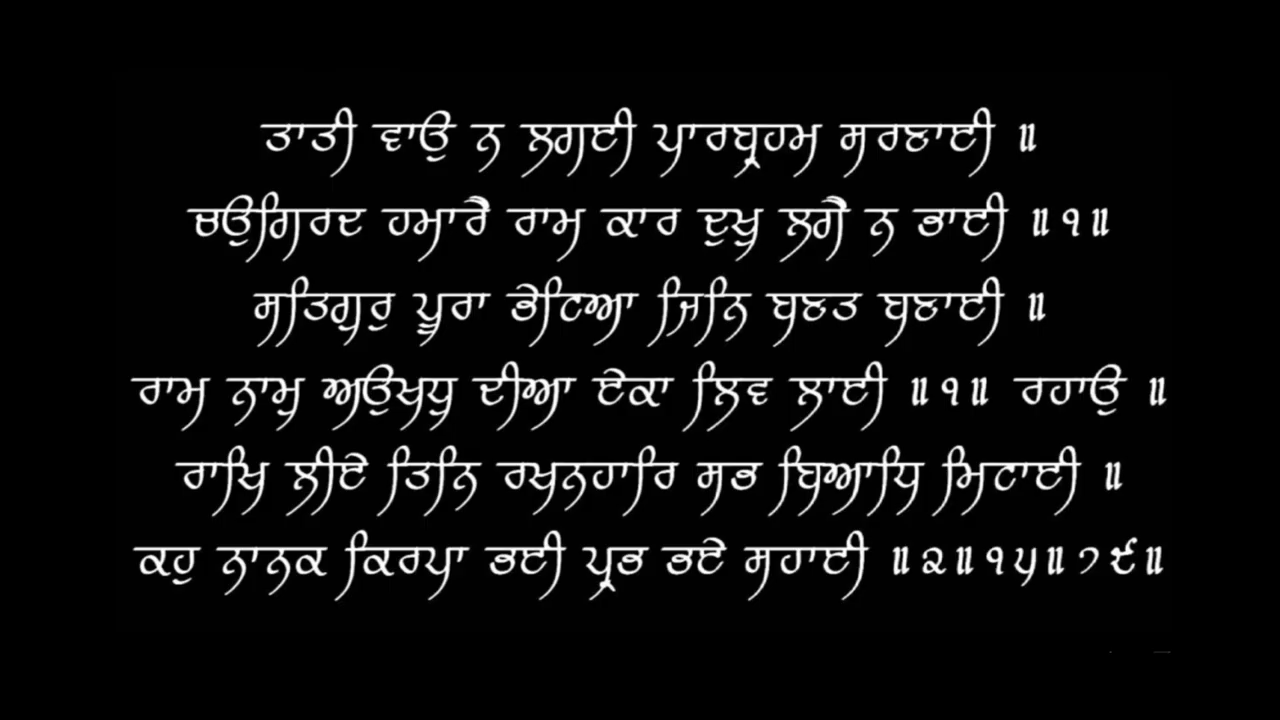 ਤਾਤੀ ਵਾਉ ਨ ਲਗਈ ਪਾਰਬ੍ਰਹਮ ਸਰਣਾਈ ॥
ਚਉਗਿਰਦ ਹਮਾਰੈ ਰਾਮ ਕਾਰ ਦੁਖੁ ਲਗੈ ਨ ਭਾਈ ॥੧॥
ਸਤਿਗੁਰੁ ਪੂਰਾ ਭੇਟਿਆ ਜਿਨਿ ਬਣਤ ਬਣਾਈ ॥
ਰਾਮ ਨਾਮੁ ਅਉਖਧੁ ਦੀਆ ਏਕਾ ਲਿਵ ਲਾਈ ॥੧॥ ਰਹਾਉ ॥
ਰਾਖਿ ਲੀਏ ਤਿਨਿ ਰਖਨਹਾਰਿ ਸਭ ਬਿਆਧਿ ਮਿਟਾਈ ॥
ਕਹੁ ਨਾਨਕ ਕਿਰਪਾ ਭਈ ਪ੍ਰਭ ਭਏ ਸਹਾਈ ॥੨॥੧੫॥੭੯॥